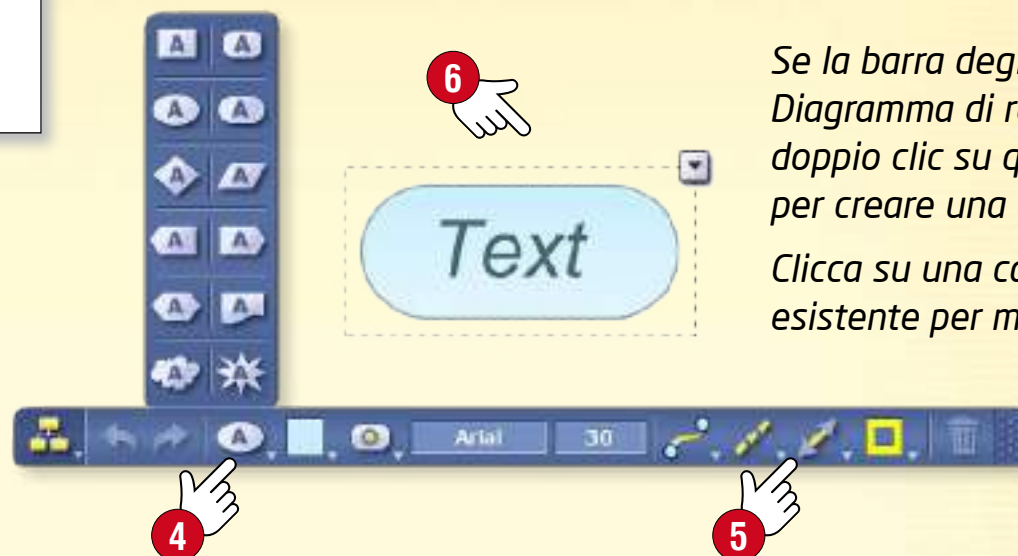 A A
A A
A A
A A
A A
A A
6
Text
Se la barra deg
Diagramma di r
doppio clic su q
per creare una
Clicca su una ca
esistente per m
A
Arial
30
4
5